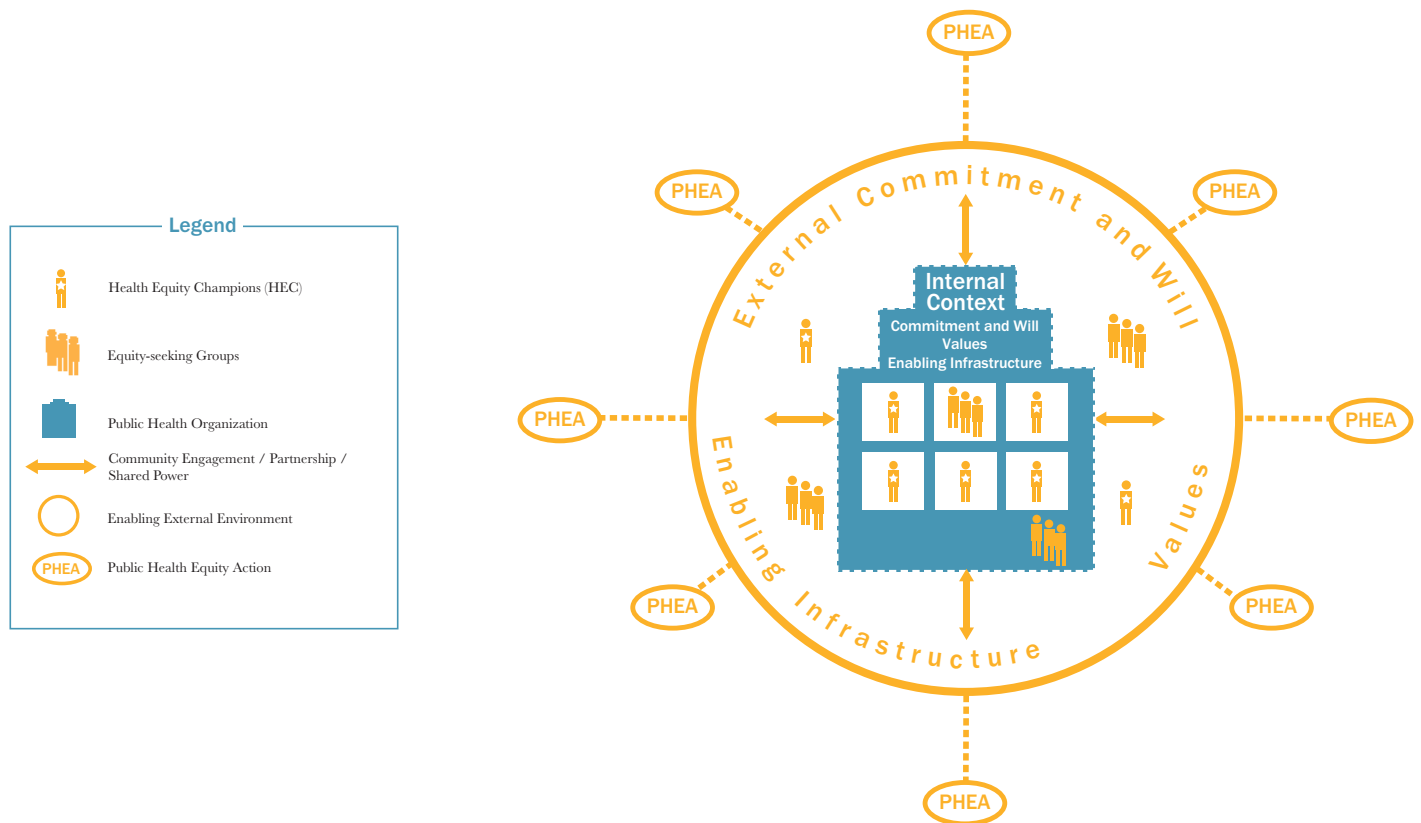 Legend
Health Equity Champions (HEC)
Equity-seeking Groups
Public Health Organization
Community Engagement / Partnership /
Shared Power
Enabling External Environment
PHEA
Public Health Equity Action
PHEA
PHEA
PHEA
External Commitment and Will
Internal
Context
Commitment and Will
Values
Enabling Infrastructure
PHEA
PHEA
Enabling Infrastructure
Values
PHEA
PHEA
PHEA